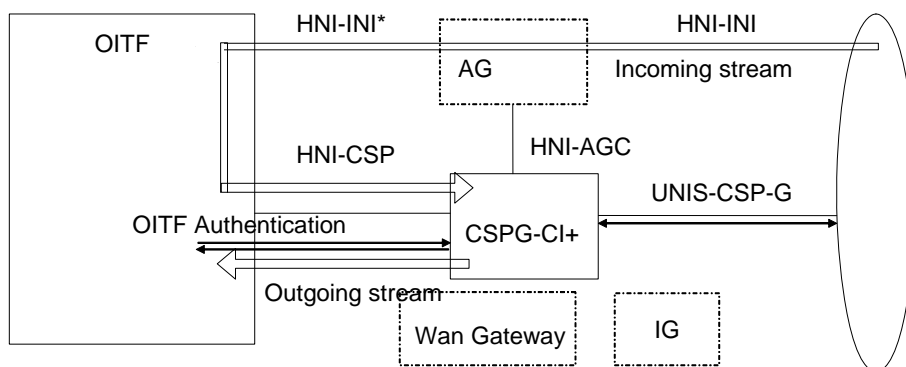 HNI-INI*
HNI-INI
OITF
AG
Incoming stream
HNI-CSP
HNI-AGC
UNIS-CSP-G
OITF Authentication
CSPG-CI+
Outgoing stream
Wan Gateway
IG